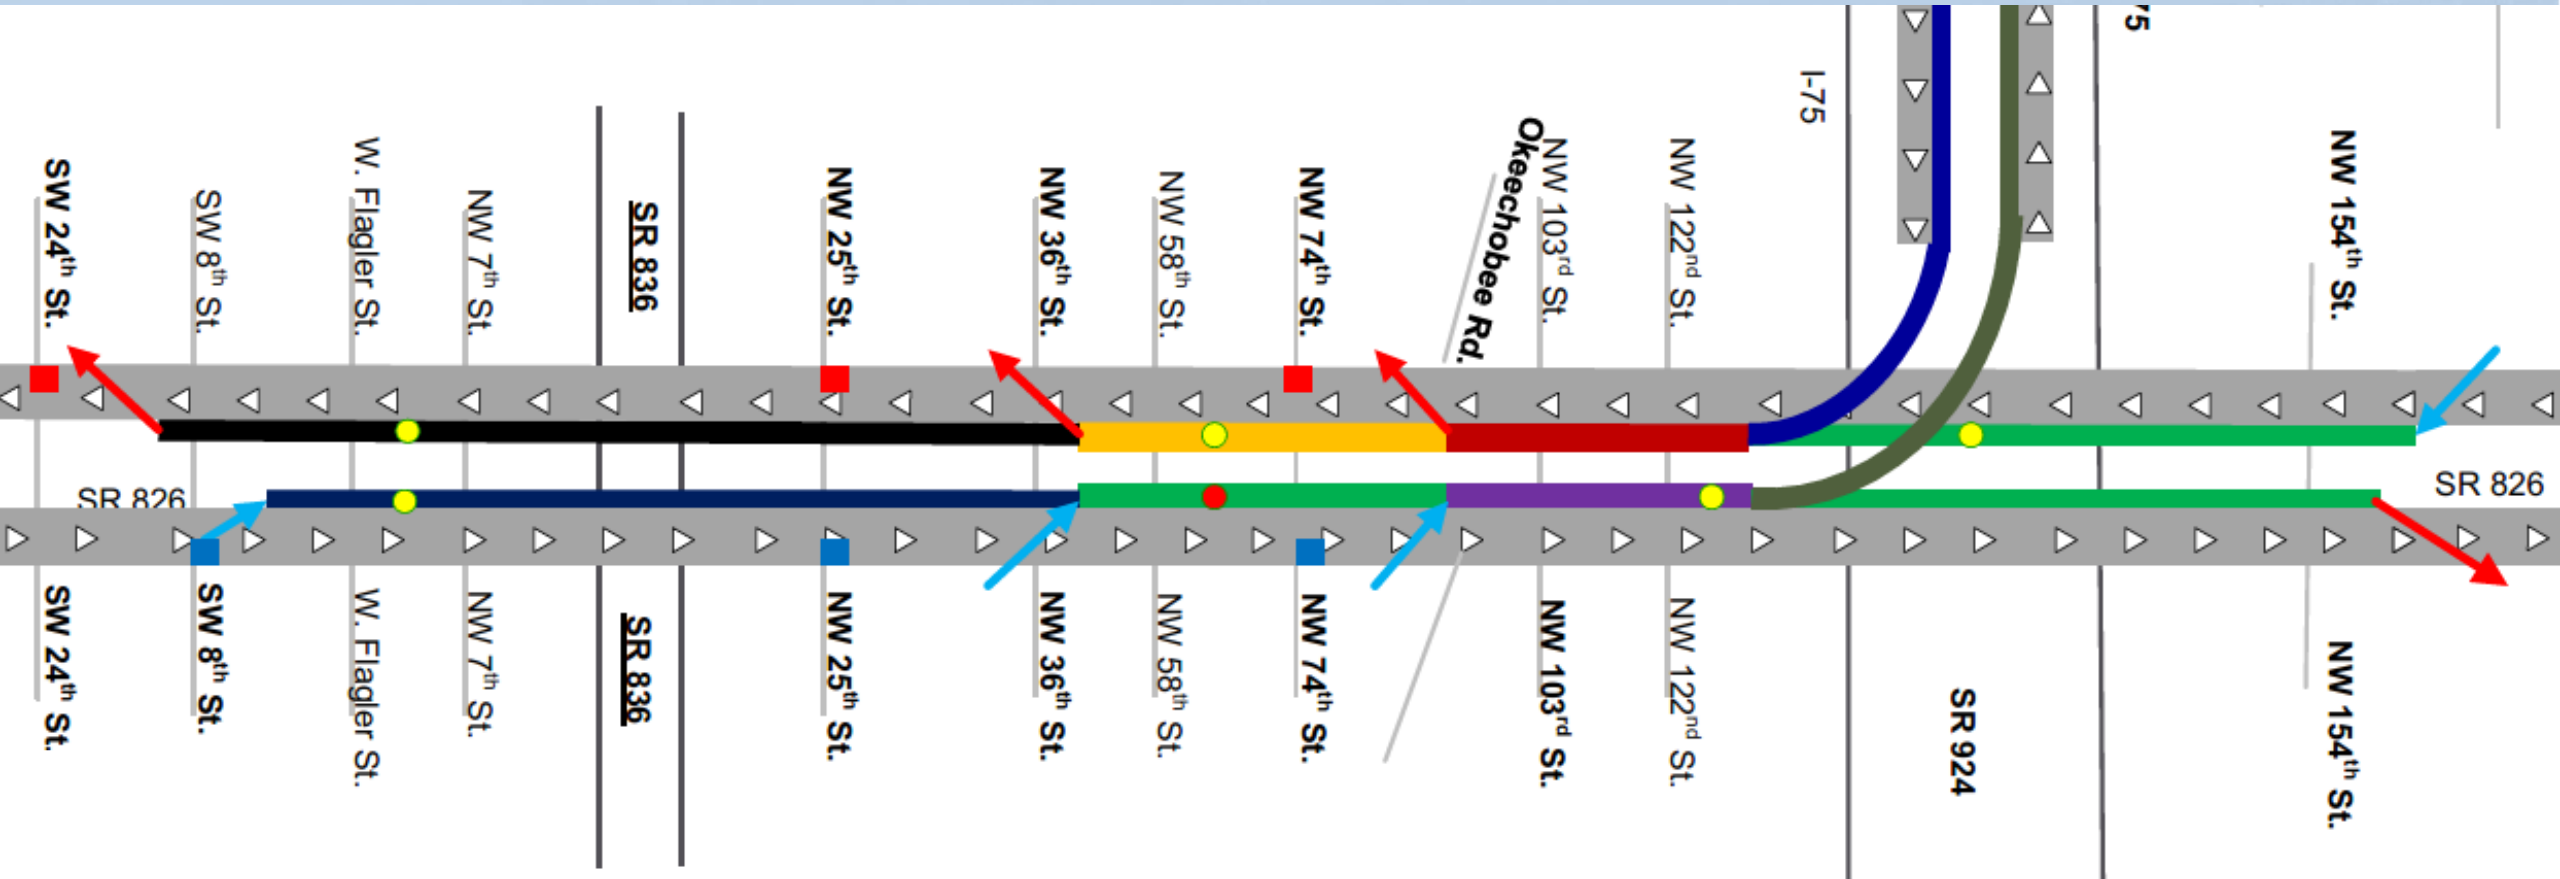 75
I-75
SW 24th St.
SW 8th St.
W. Flagler St.
NW 7th St.
SR 836
NW 25th St.
NW 36th St.
NW 58th St.
NW 74th St.
Okeechobee Rd.
NW 103rd St.
NW 122nd St.
NW 154th St.
SR 826
SR 826
SW 24th St.
SW 8th St.
W. Flagler St.
NW 7th St.
SR 836
NW 25th St.
NW 36th St.
NW 58th St.
NW 74th St.
NW 103rd St.
NW 122nd St.
SR 924
NW 154th St.